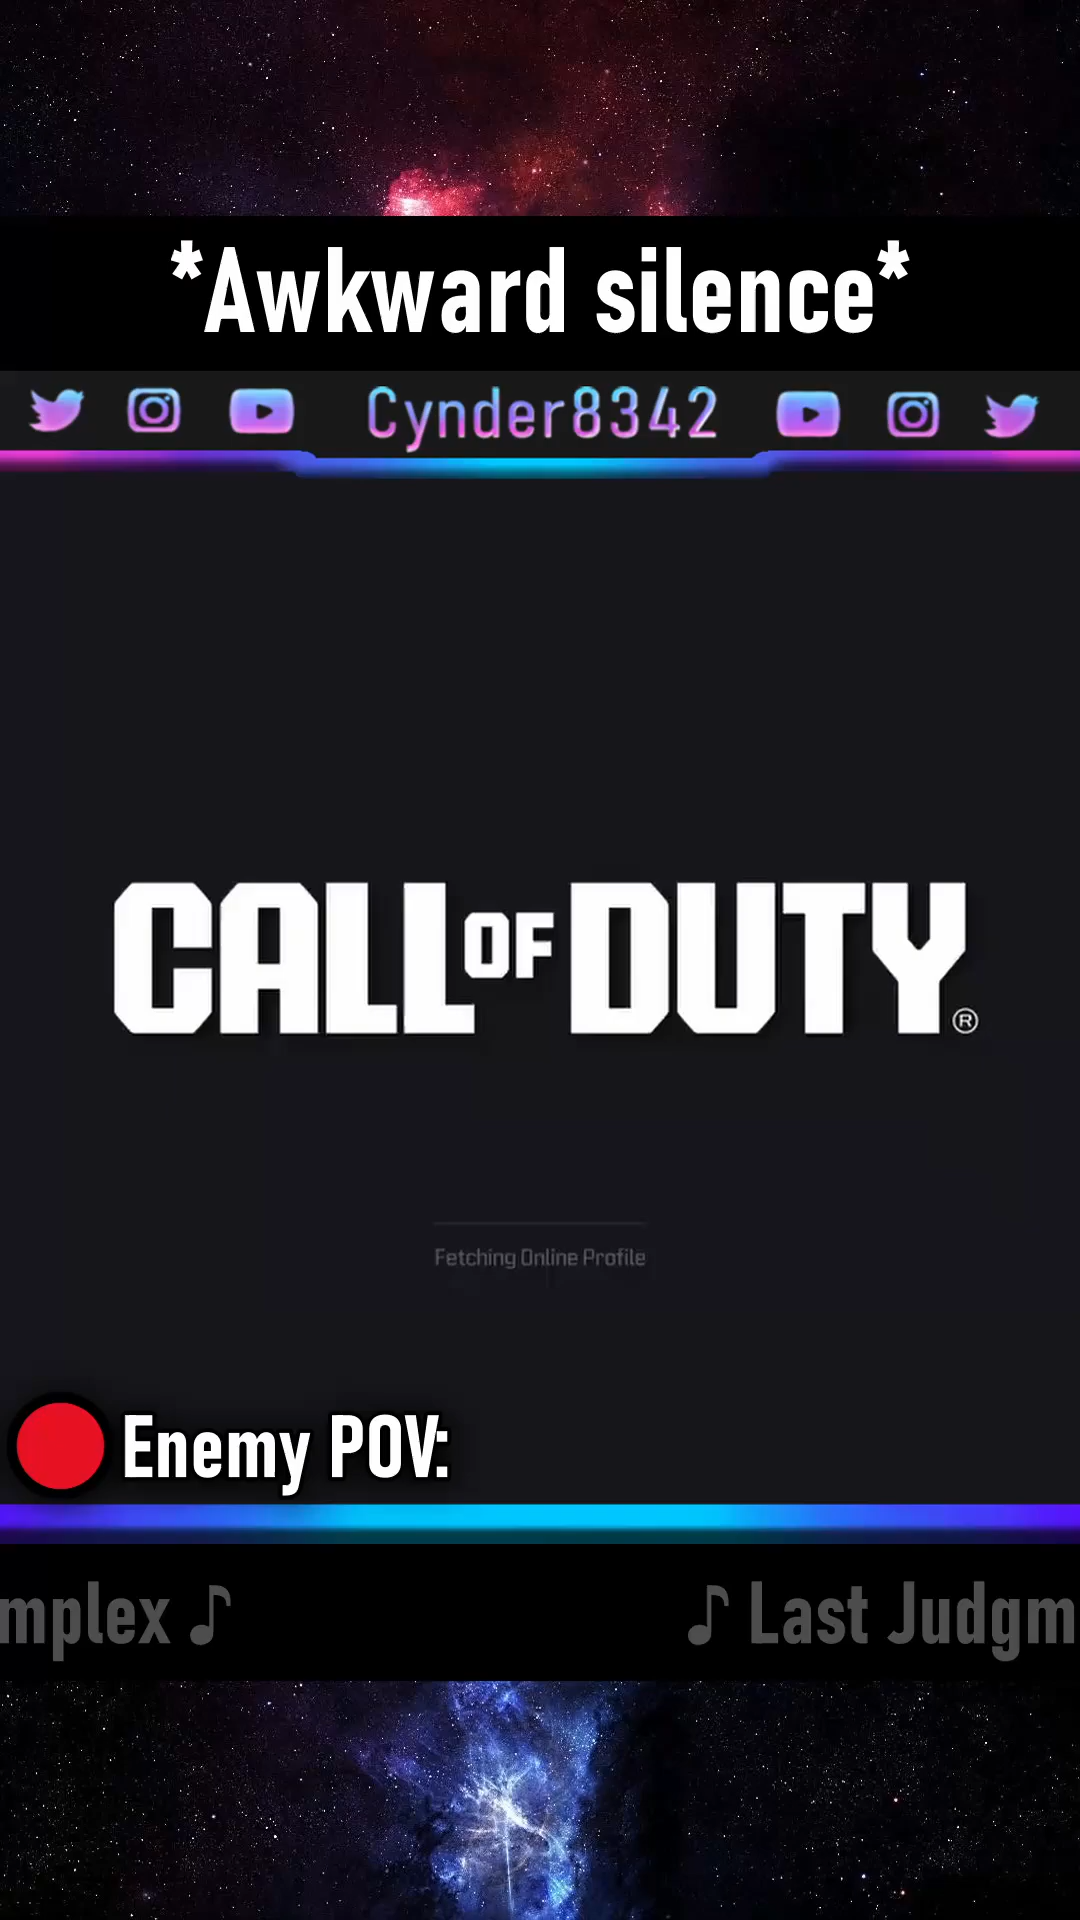 *Awkward silence*
Cynder8342
CALL OF DUTY®
Fetching Online Profile
Enemy POV:
mplex ♪ ♪ Last Judgm